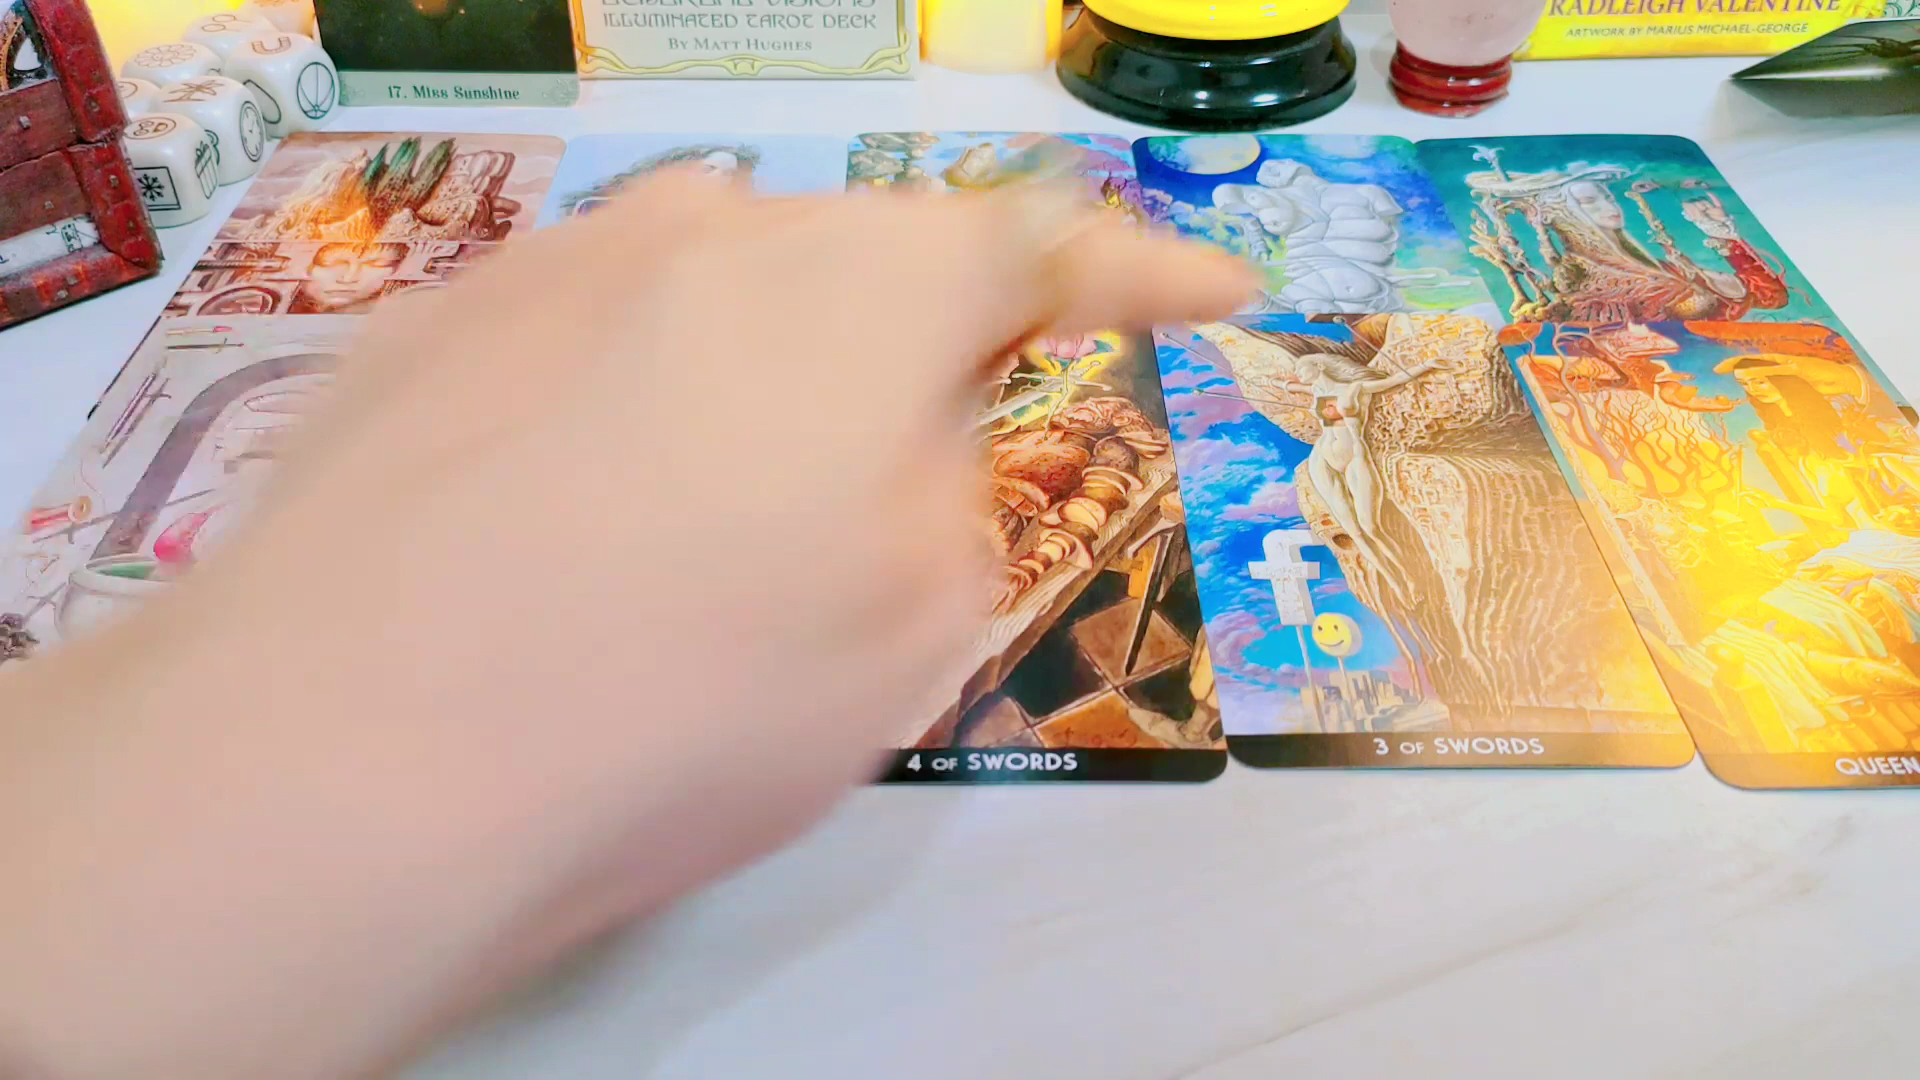 ILLUMINATED TAROT DECK
BY MATT HUGHES
RADLEIGH VALENTINE
ARTWORK BY MARIUS MICHAEL-GEORGE
17. Miss Sunshine
f
4 OF SWORDS
3 OF SWORDS
QUEEN